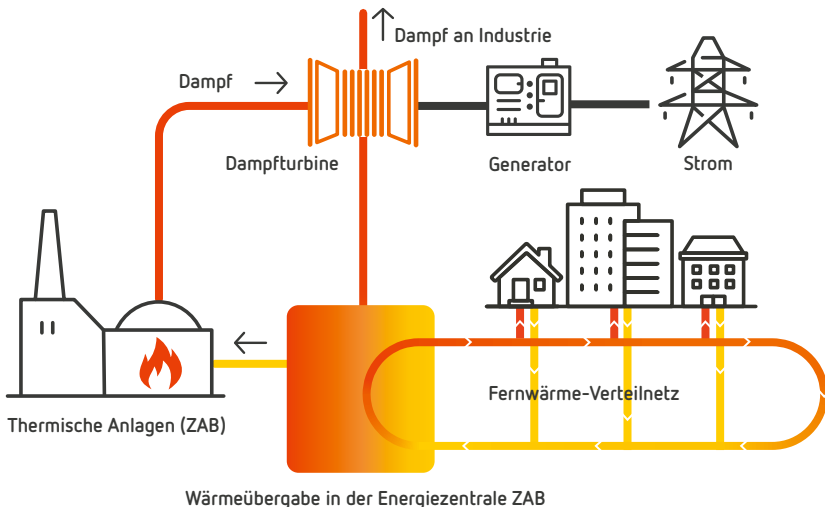 Dampf an Industrie
Dampf
Dampfturbine
Generator
Strom
Fernwärme-Verteilnetz
Thermische Anlagen (ZAB)
Wärmeübergabe in der Energiezentrale ZAB